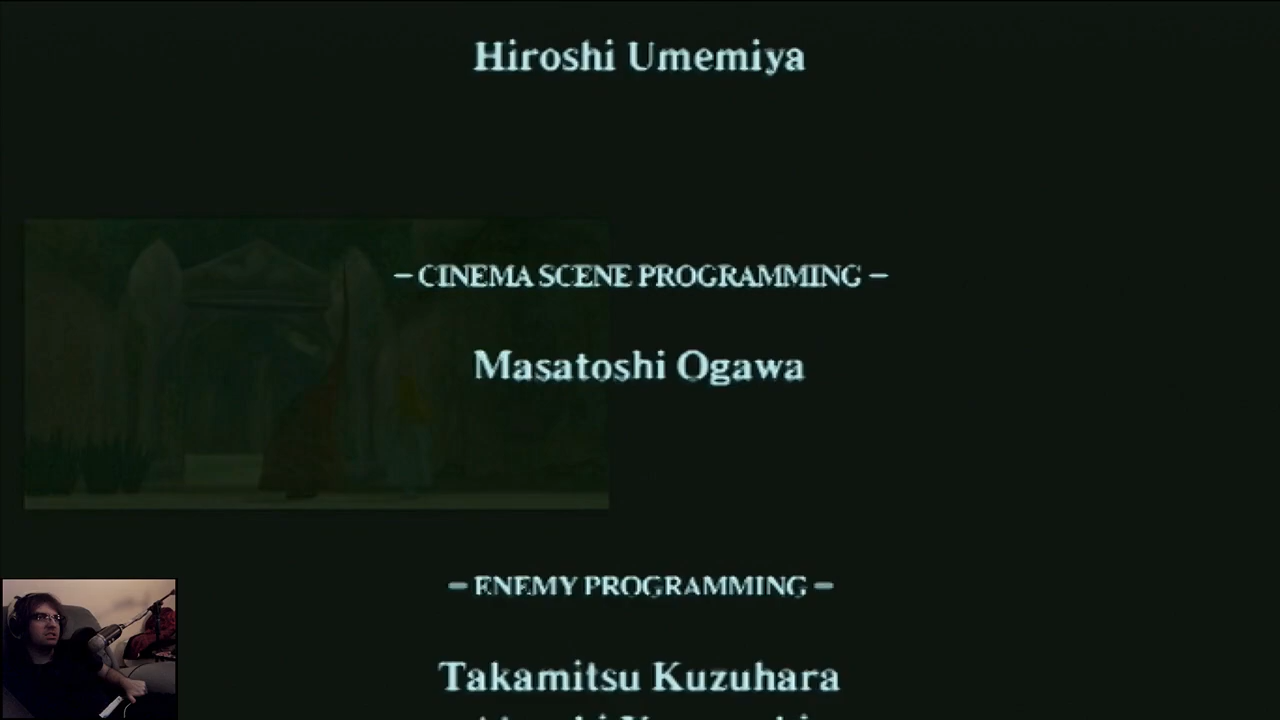 Hiroshi Umemiya
– CINEMA SCENE PROGRAMMING –
Masatoshi Ogawa
– ENEMY PROGRAMMING –
Takamitsu Kuzuhara